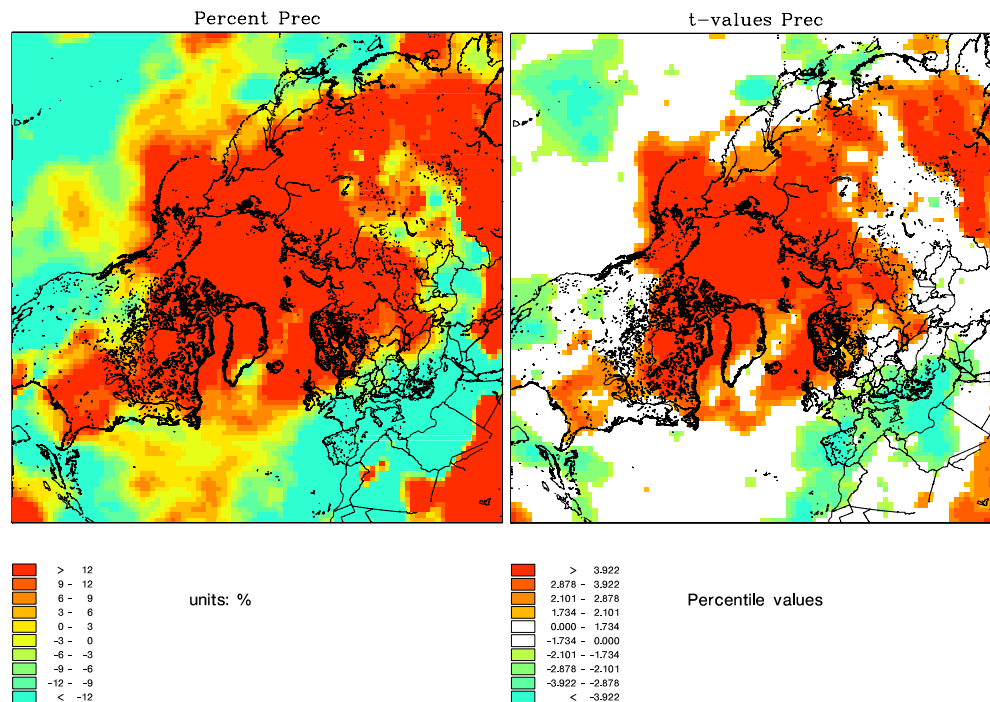 Percent Prec
t-values Prec
> 12
9 - 12
6 - 9
3 - 6
0 - 3
-3 - 0
-6 - -3
-9 - -6
-12 - -9
< -12
units: %
> 3.922
2.878 - 3.922
2.101 - 2.878
1.734 - 2.101
0.000 - 1.734
-1.734 - 0.000
-2.101 - -1.734
-2.878 - -2.101
-3.922 - -2.878
< -3.922
Percentile values